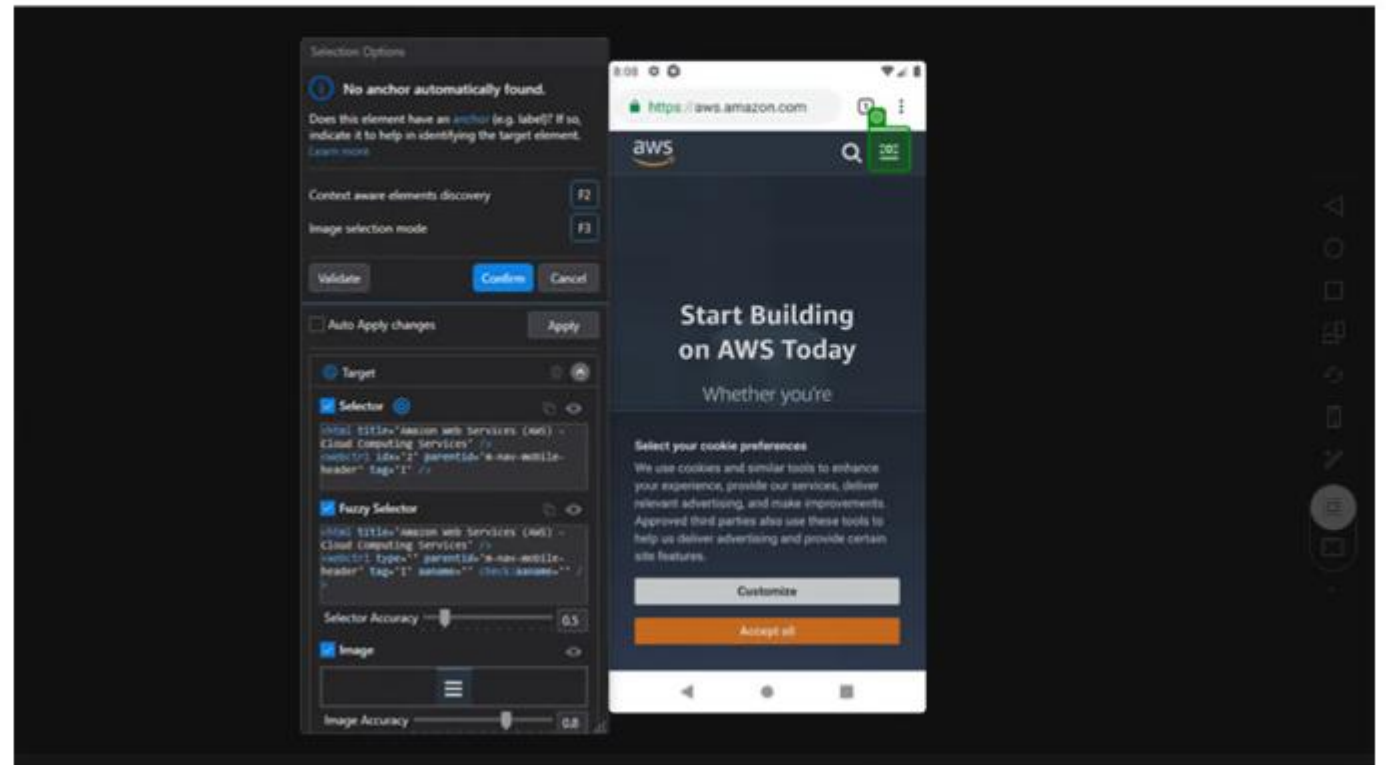 Selection Options
No anchor automatically found.
Does this element have an anchor (e.g. label)? If so,
indicate it to help in identifying the target element.
Learn more
Context aware elements discovery
F2
Image selection mode
F3
Validate
Confirm
Cancel
Auto Apply changes
Apply
Target
Selector
<html title='Amazon Web Services (AWS) -
Cloud Computing Services' />
<webctrl idx='2' parentid='m-nav-mobile-
header' tag='I' />
Fuzzy Selector
<html title='Amazon Web Services (AWS) -
Cloud Computing Services' />
<webctrl type='' parentid='m-nav-mobile-
header' tag='I' aaname='' check:aaname='' /
>
Selector Accuracy
0.5
Image
Image Accuracy
0.8
8:08
https://aws.amazon.com
1
aws
Start Building
on AWS Today
Whether you're
Select your cookie preferences
We use cookies and similar tools to enhance
your experience, provide our services, deliver
relevant advertising, and make improvements.
Approved third parties also use these tools to
help us deliver advertising and provide certain
site features.
Customize
Accept all